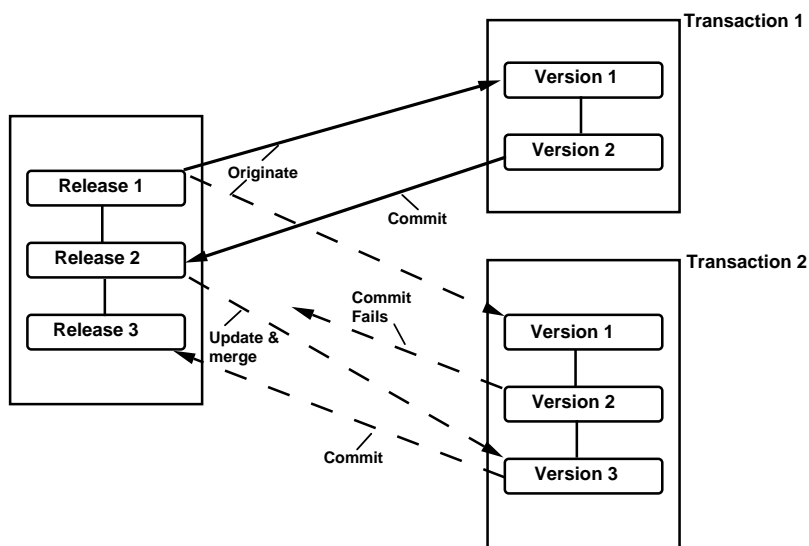 Transaction 1
Version 1
Version 2
Release 1
Release 2
Release 3
Originate
Commit
Transaction 2
Commit
Fails
Update &
merge
Version 1
Version 2
Version 3
Commit